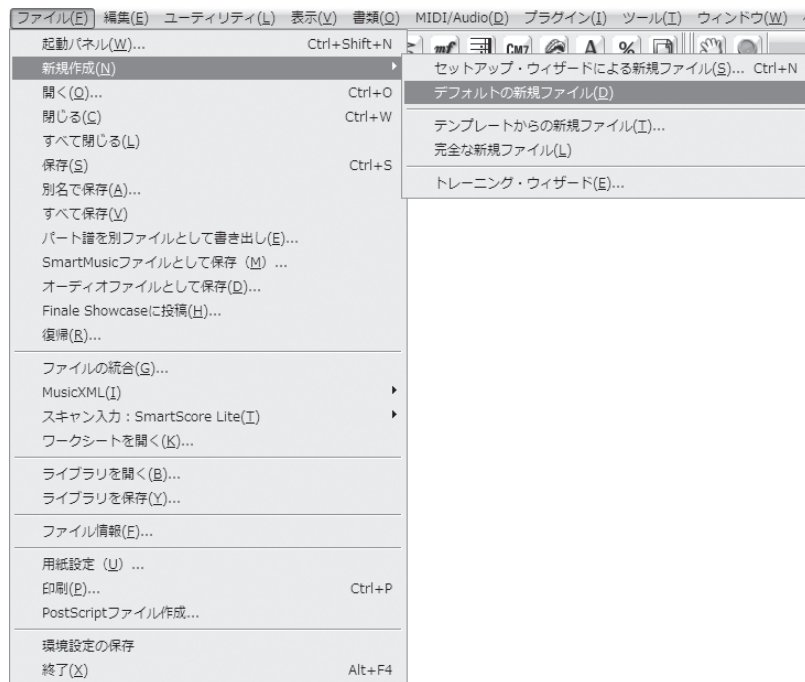 ファイル(F) 編集(E) ユーティリティ(L) 表示(V) 書類(O) MIDI/Audio(D) プラグイン(I) ツール(T) ウィンドウ(W)
起動パネル(W)... Ctrl+Shift+N
mf CM7 A %
新規作成(N)
セットアップ・ウィザードによる新規ファイル(S)... Ctrl+N
開く(O)... Ctrl+O
デフォルトの新規ファイル(D)
閉じる(C) Ctrl+W
テンプレートからの新規ファイル(T)...
すべて閉じる(L)
完全な新規ファイル(L)
保存(S) Ctrl+S
トレーニング・ウィザード(E)...
別名で保存(A)...
すべて保存(V)
パート譜を別ファイルとして書き出し(E)...
SmartMusicファイルとして保存（M）...
オーディオファイルとして保存(D)...
Finale Showcaseに投稿(H)...
復帰(R)...
ファイルの統合(G)...
MusicXML(I)
スキャン入力：SmartScore Lite(T)
ワークシートを開く(K)...
ライブラリを開く(B)...
ライブラリを保存(Y)...
ファイル情報(F)...
用紙設定（U）...
印刷(P)... Ctrl+P
PostScriptファイル作成...
環境設定の保存
終了(X) Alt+F4